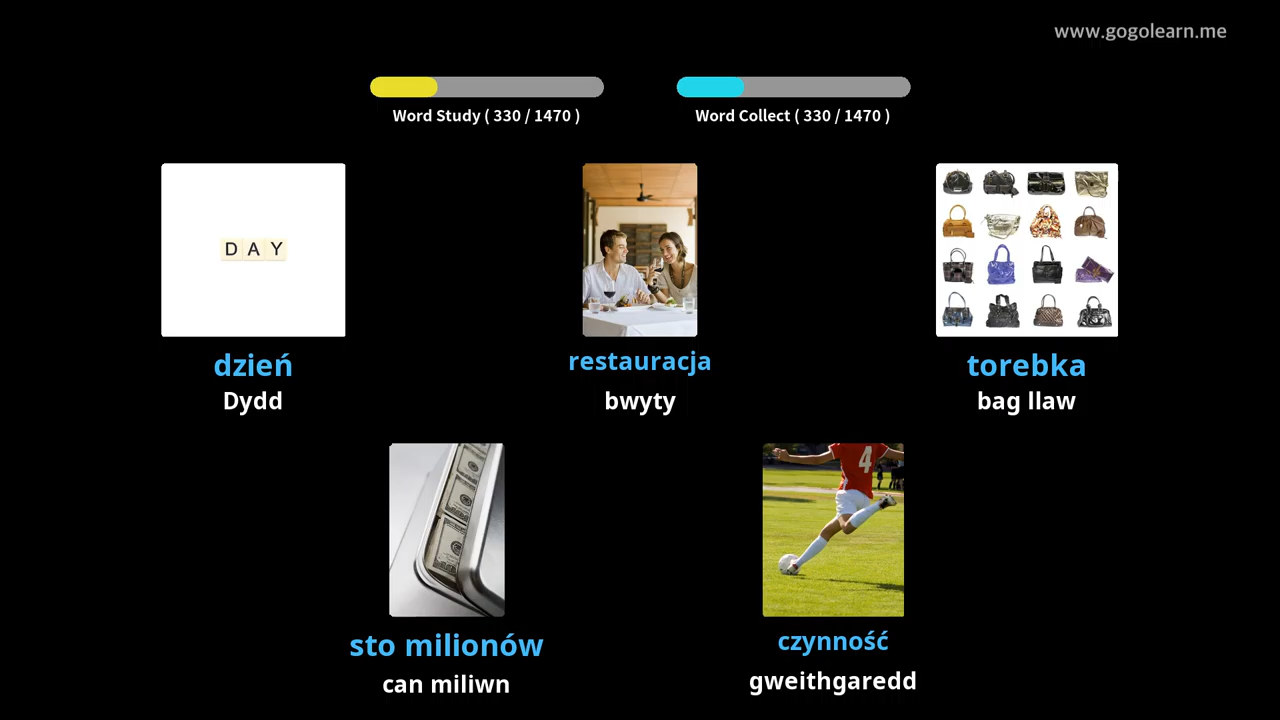 www.gogolearn.me
Word Study ( 330 / 1470 )
Word Collect ( 330 / 1470 )
DAY
dzień
Dydd
restauracja
bwyty
torebka
bag llaw
4
sto milionów
can miliwn
czynność
gweithgaredd